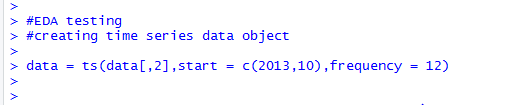 >
> #EDA testing
> #creating time series data object
>
> data = ts(data[,2],start = c(2013,10),frequency = 12)
>
>